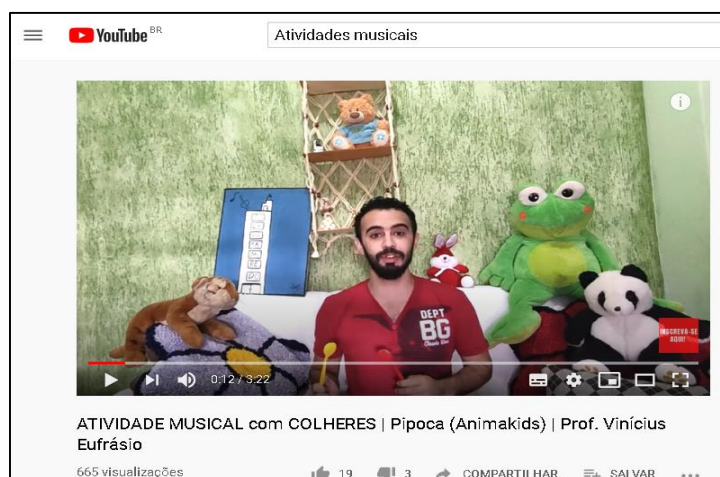 YouTube BR
Atividades musicais
i
DEPT
BG
INSCREVA-SE
AQUI!
0:12 / 3:22
ATIVIDADE MUSICAL com COLHERES | Pipoca (Animakids) | Prof. Vinícius
Eufrásio
665 visualizações 19 3 COMPARTILHAR SALVAR